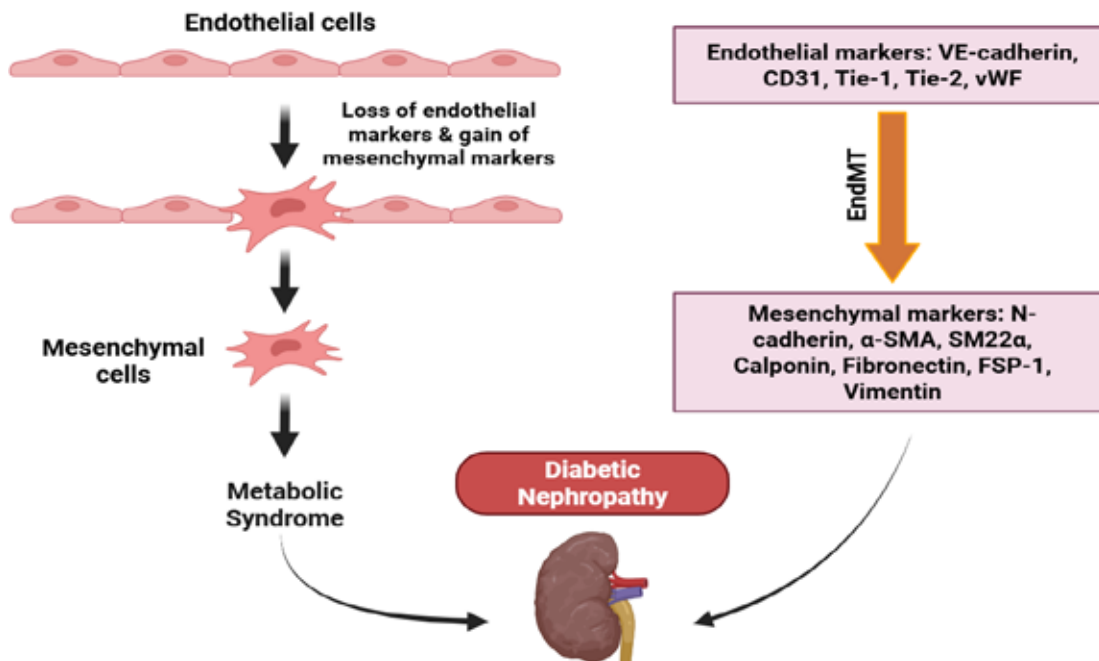 Endothelial cells
Loss of endothelial
markers & gain of
mesenchymal markers
Mesenchymal
cells
Metabolic
Syndrome
Endothelial markers: VE-cadherin,
CD31, Tie-1, Tie-2, vWF
EndMT
Mesenchymal markers: N-
cadherin, α-SMA, SM22α,
Calponin, Fibronectin, FSP-1,
Vimentin
Diabetic
Nephropathy